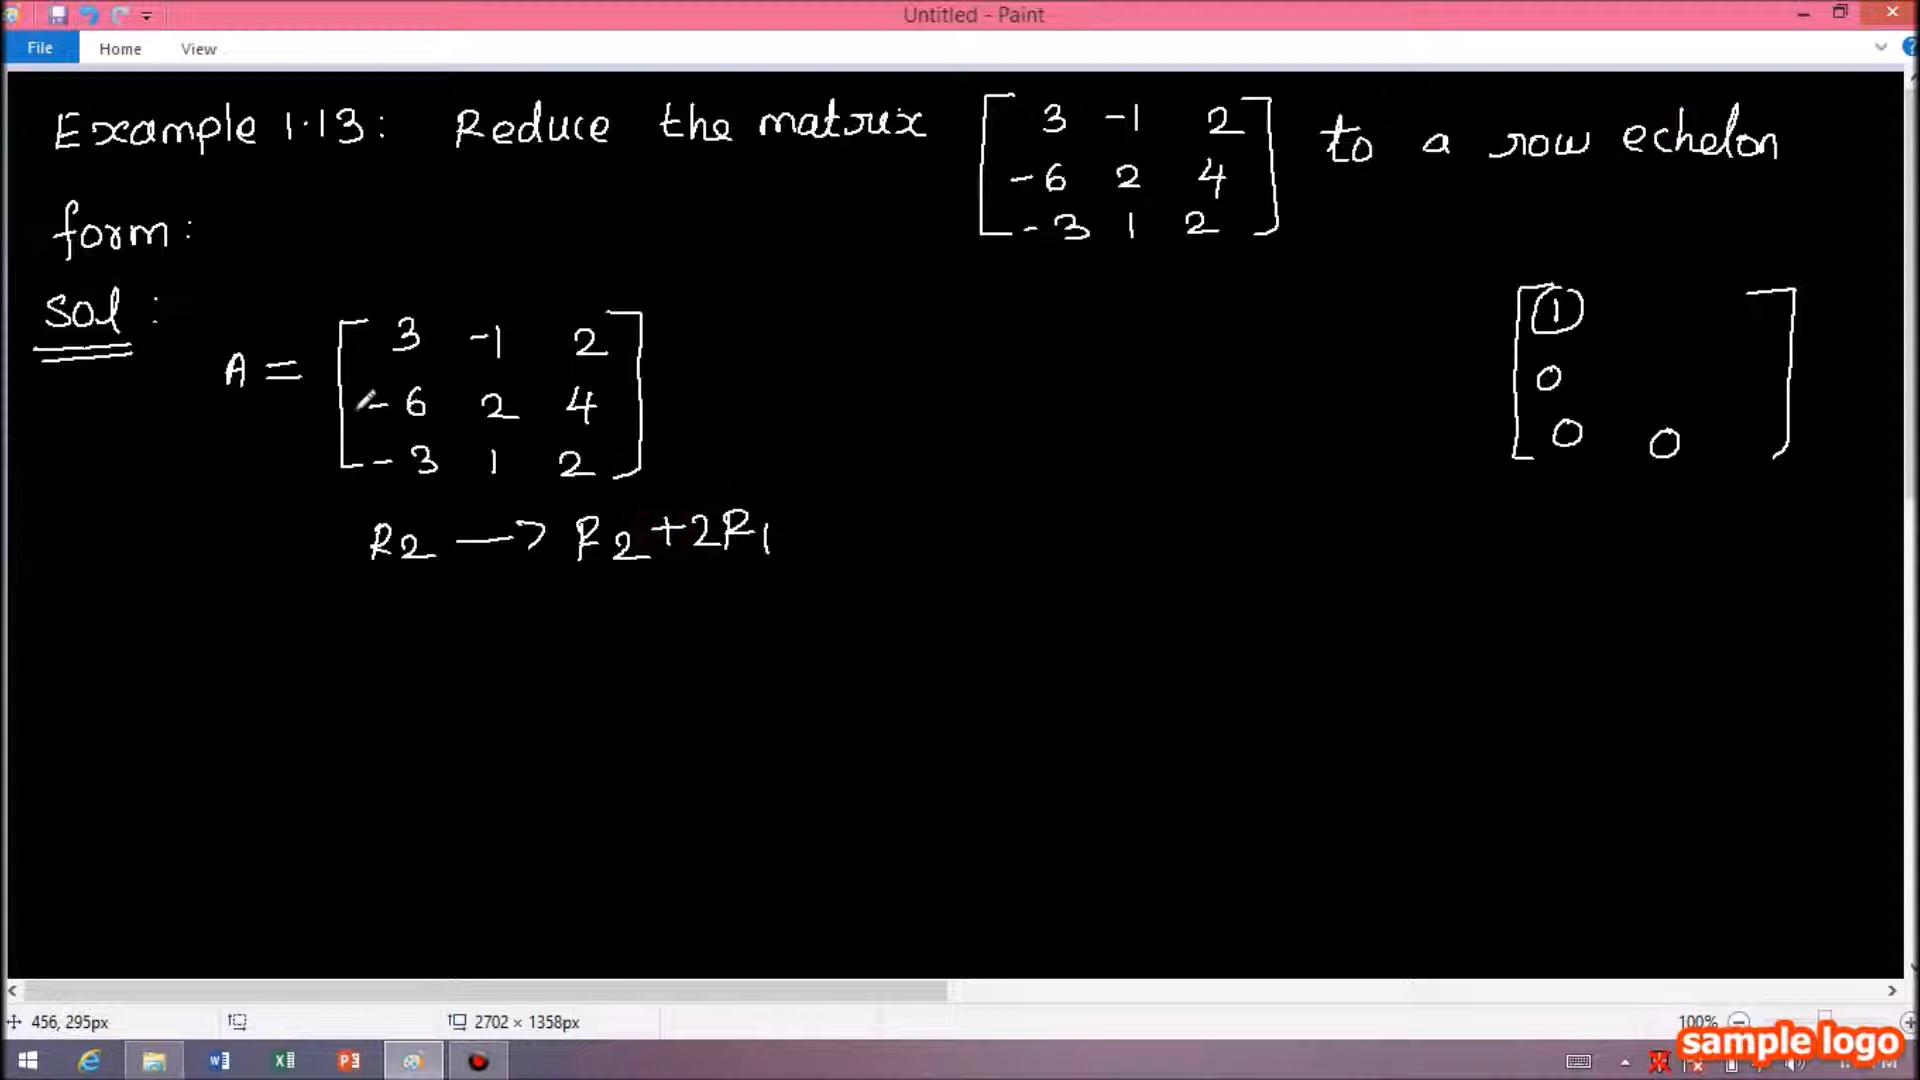 Untitled - Paint
File Home View
Example 1.13: Reduce the matrix [ 3 -1 2 ] to a row echelon
-6 2 4
-3 1 2
form:
Sol:
A = [ 3 -1 2 ]
-6 2 4
-3 1 2
1
0
0 0
R2 → R2+2R1
456, 295px 2702 × 1358px 100%
sample logo